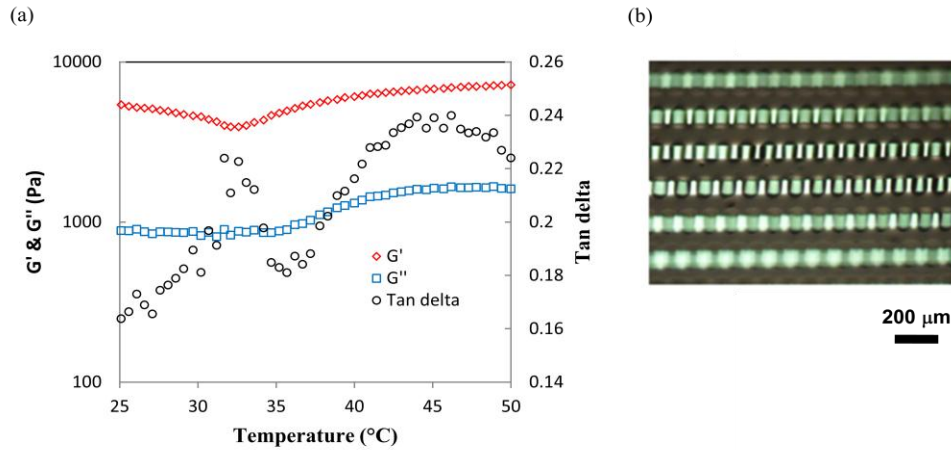 (a)
(b)
10000
1000
100
G' & G" (Pa)
0.26
0.24
0.22
0.2
0.18
0.16
0.14
Tan delta
G'
G"
Tan delta
25
30
35
40
45
50
Temperature (°C)
200 µm